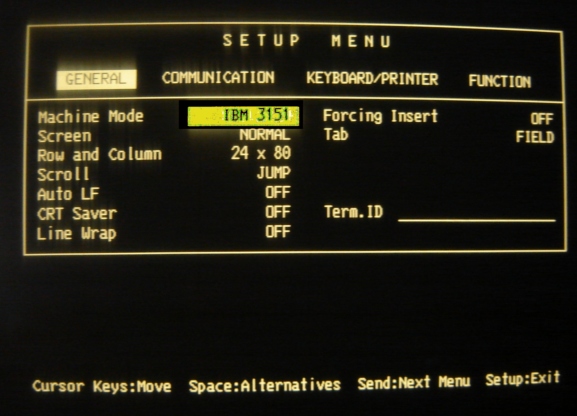 SETUP MENU
GENERAL COMMUNICATION KEYBOARD/PRINTER FUNCTION
Machine Mode IBM 3151 Forcing Insert OFF
Screen NORMAL Tab FIELD
Row and Column 24 x 80
Scroll JUMP
Auto LF OFF
CRT Saver OFF Term.ID
Line Wrap OFF
Cursor Keys:Move Space:Alternatives Send:Next Menu Setup:Exit